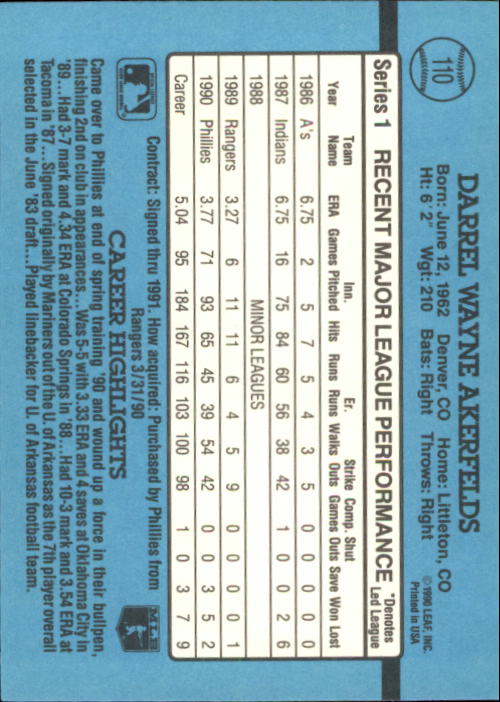 110
DARREL WAYNE AKERFELDS
Born: June 12, 1962 Denver, CO Home: Littleton, CO
Ht: 6' 2" Wgt: 210 Bats: Right Throws: Right
© 1990 LEAF, INC.
Printed in USA
Series 1 RECENT MAJOR LEAGUE PERFORMANCE *Denotes Led League
Year Team Name ERA Games Inn. Pitched Hits Runs Er. Runs Walks Strike Outs Comp. Games Shut Outs Save Won Lost
1986 A's 6.75 2 5 7 5 4 3 5 0 0 0 0 0
1987 Indians 6.75 16 75 84 60 56 38 42 1 0 0 2 6
1988 MINOR LEAGUES
1989 Rangers 3.27 6 11 11 6 4 5 9 0 0 0 0 1
1990 Phillies 3.77 71 93 65 45 39 54 42 0 0 3 5 2
Career 5.04 95 184 167 116 103 100 98 1 0 3 7 9
Contract: Signed thru 1991. How acquired: Purchased by Phillies from
Rangers 3/31/90
MLB
CAREER HIGHLIGHTS
Came over to Phillies at end of spring training '90 and wound up a force in their bullpen,
finishing 2nd on club in appearances...Was 5-5 with 3.33 ERA and 4 saves at Oklahoma City in
'89...Had 3-7 mark and 4.34 ERA at Colorado Springs in '88...Had 10-3 mark and 3.54 ERA at
Tacoma in '87...Signed originally by Mariners out of the U. of Arkansas as the 7th player overall
selected in the June '83 draft...Played linebacker for U. of Arkansas football team.